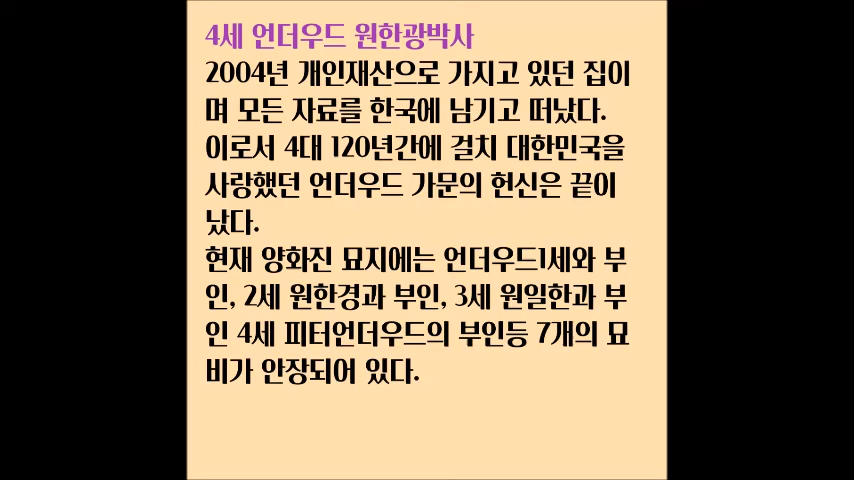 4세 언더우드 원한광박사
2004년 개인재산으로 가지고 있던 집이
며 모든 자료를 한국에 남기고 떠났다.
이로서 4대 120년간에 걸치 대한민국을
사랑했던 언더우드 가문의 헌신은 끝이
났다.
현재 양화진 묘지에는 언더우드1세와 부
인, 2세 원한경과 부인, 3세 원일한과 부
인 4세 피터언더우드의 부인등 7개의 묘
비가 안장되어 있다.